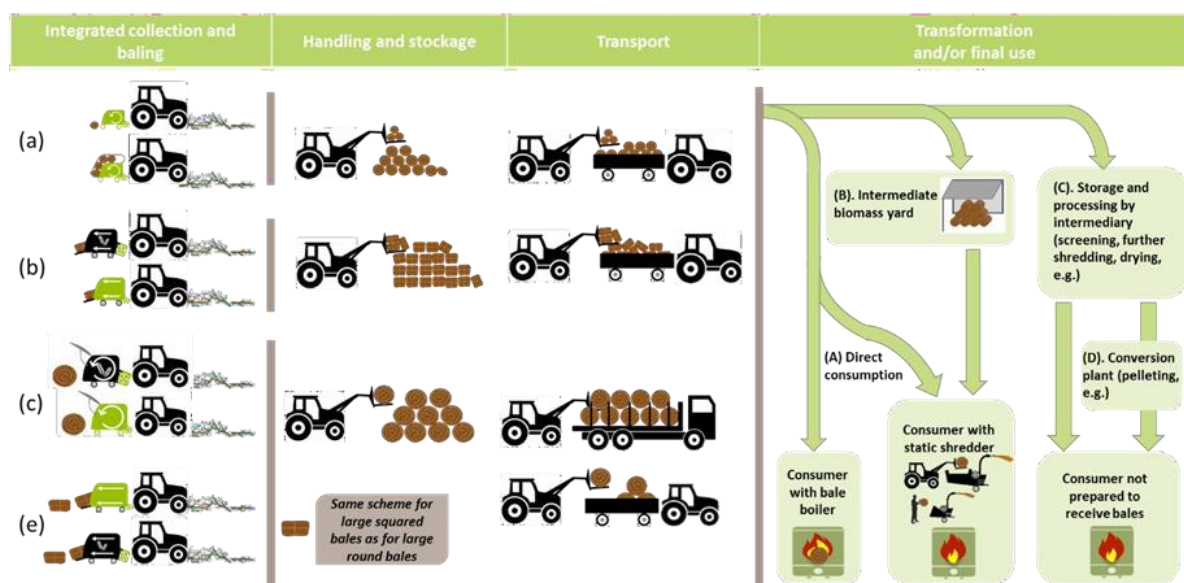 Integrated collection and
baling
Handling and stockage
Transport
Transformation
and/or final use
(a)
(b)
(c)
(e)
Same scheme for
large squared
bales as for large
round bales
(B). Intermediate
biomass yard
(C). Storage and
processing by
intermediary
(screening, further
shredding, drying,
e.g.)
(A) Direct
consumption
(D). Conversion
plant (pelleting,
e.g.)
Consumer
with bale
boiler
Consumer with
static shredder
Consumer not
prepared to
receive bales